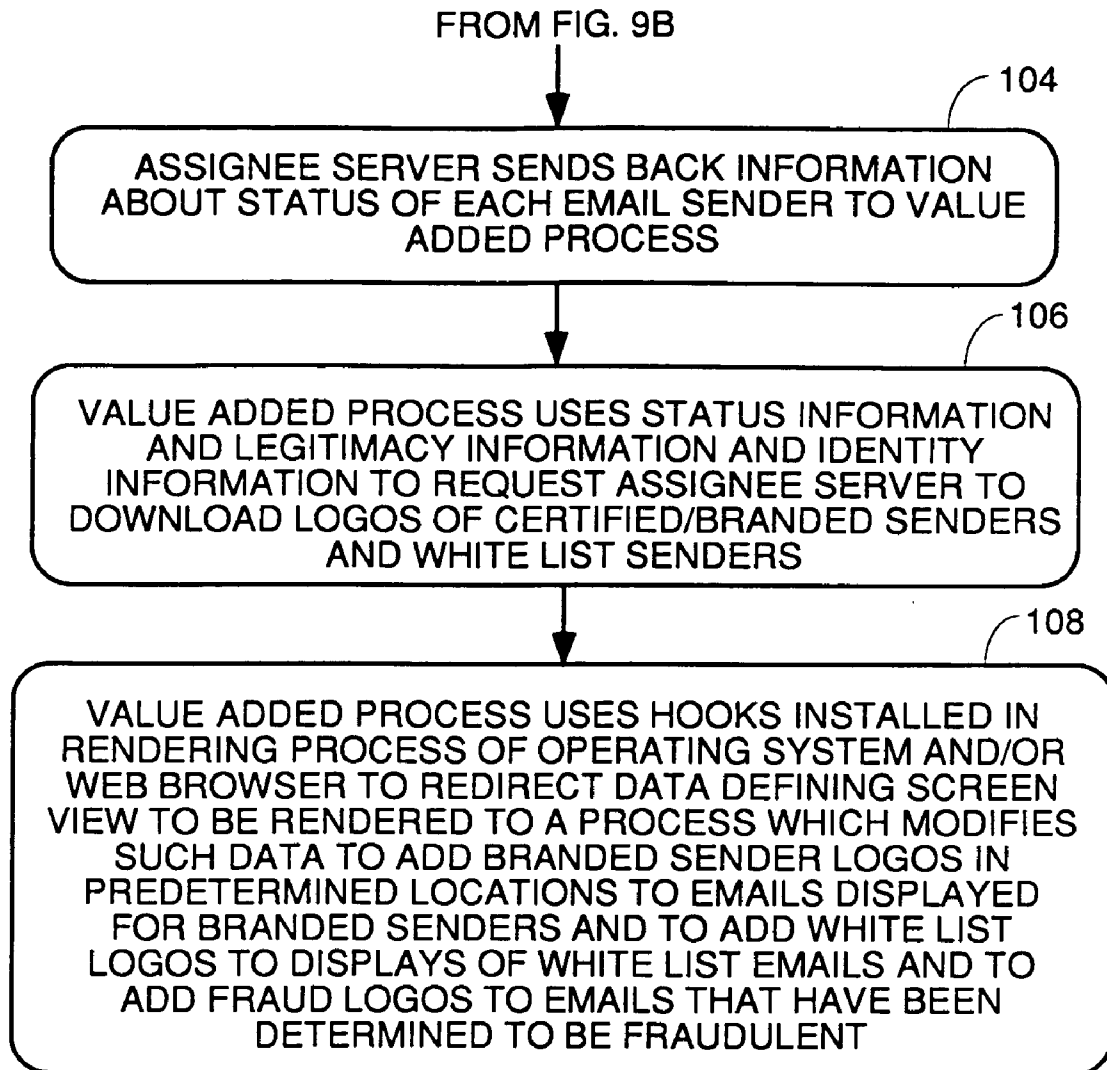 FROM FIG. 9B
104
ASSIGNEE SERVER SENDS BACK INFORMATION
ABOUT STATUS OF EACH EMAIL SENDER TO VALUE
ADDED PROCESS
106
VALUE ADDED PROCESS USES STATUS INFORMATION
AND LEGITIMACY INFORMATION AND IDENTITY
INFORMATION TO REQUEST ASSIGNEE SERVER TO
DOWNLOAD LOGOS OF CERTIFIED/BRANDED SENDERS
AND WHITE LIST SENDERS
108
VALUE ADDED PROCESS USES HOOKS INSTALLED IN
RENDERING PROCESS OF OPERATING SYSTEM AND/OR
WEB BROWSER TO REDIRECT DATA DEFINING SCREEN
VIEW TO BE RENDERED TO A PROCESS WHICH MODIFIES
SUCH DATA TO ADD BRANDED SENDER LOGOS IN
PREDETERMINED LOCATIONS TO EMAILS DISPLAYED
FOR BRANDED SENDERS AND TO ADD WHITE LIST
LOGOS TO DISPLAYS OF WHITE LIST EMAILS AND TO
ADD FRAUD LOGOS TO EMAILS THAT HAVE BEEN
DETERMINED TO BE FRAUDULENT